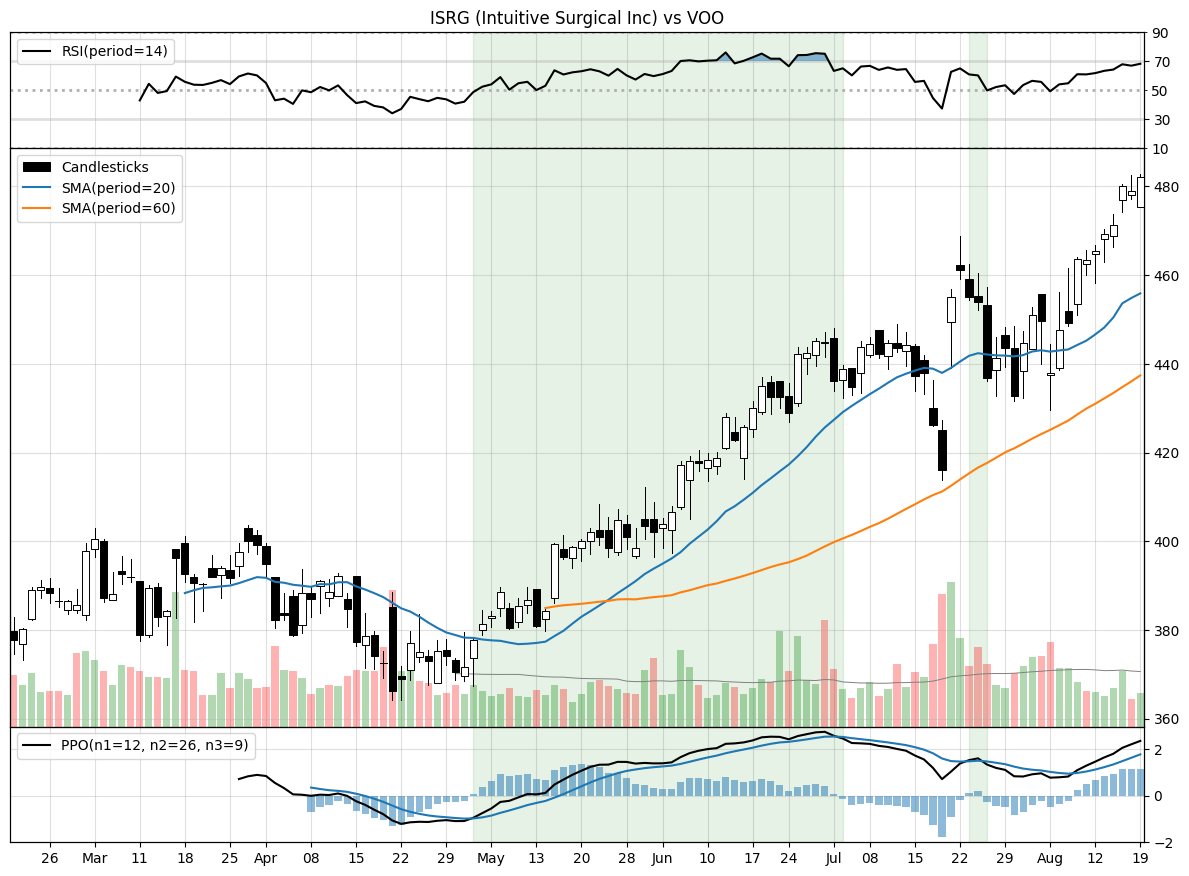 ISRG (Intuitive Surgical Inc) vs VOO
RSI(period=14)
90
70
50
30
10
Candlesticks
SMA(period=20)
SMA(period=60)
480
460
440
420
400
380
360
PPO(n1=12, n2=26, n3=9)
2
0
−2
26 Mar 11 18 25 Apr 08 15 22 29 May 13 20 28 Jun 10 17 24 Jul 08 15 22 29 Aug 12 19